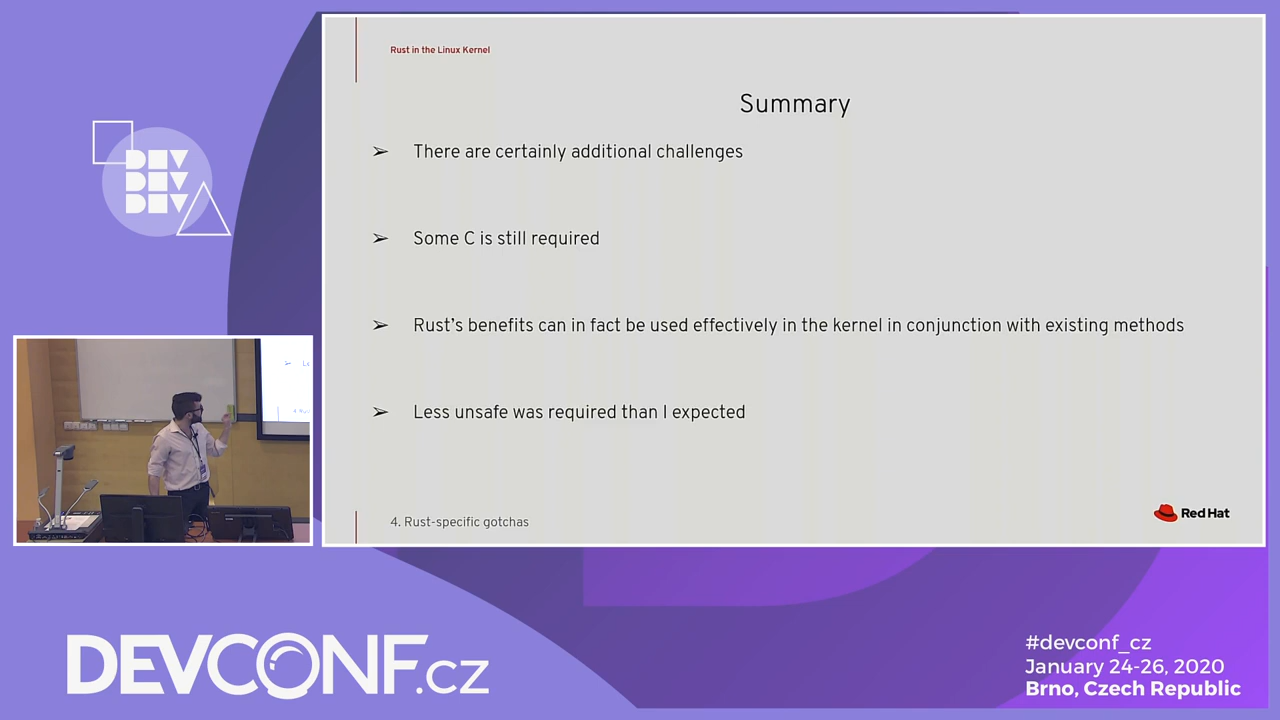 Rust in the Linux Kernel
Summary
➢ There are certainly additional challenges
➢ Some C is still required
➢ Rust's benefits can in fact be used effectively in the kernel in conjunction with existing methods
➢ Less unsafe was required than I expected
4. Rust-specific gotchas
Red Hat
DEV
DEV
DEV
DEVCONF.cz
#devconf_cz
January 24-26, 2020
Brno, Czech Republic